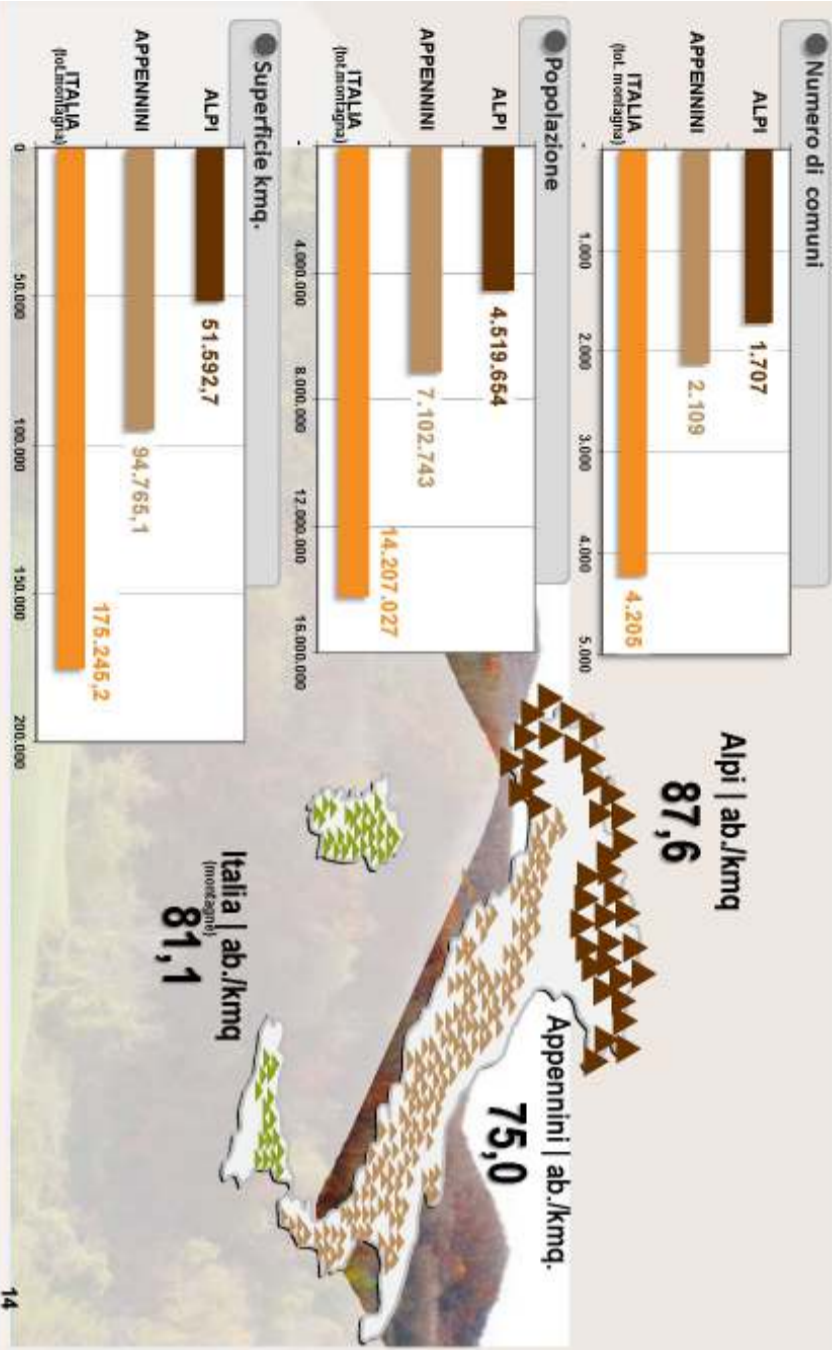 Numero di comuni
ALPI
1.707
APPENNINI
2.109
ITALIA
(tot. montagna)
4.205
-
1.000
2.000
3.000
4.000
5.000
Popolazione
ALPI
4.519.654
APPENNINI
7.102.743
ITALIA
(tot.montagna)
14.207.027
-
4.000.000
8.000.000
12.000.000
16.000.000
Superficie kmq.
ALPI
51.592,7
APPENNINI
94.765,1
ITALIA
(tot.montagna)
175.245,2
0
50.000
100.000
150.000
200.000
Alpi | ab./kmq
87,6
Appennini | ab./kmq.
75,0
Italia | ab./kmq
(montagne)
81,1
14